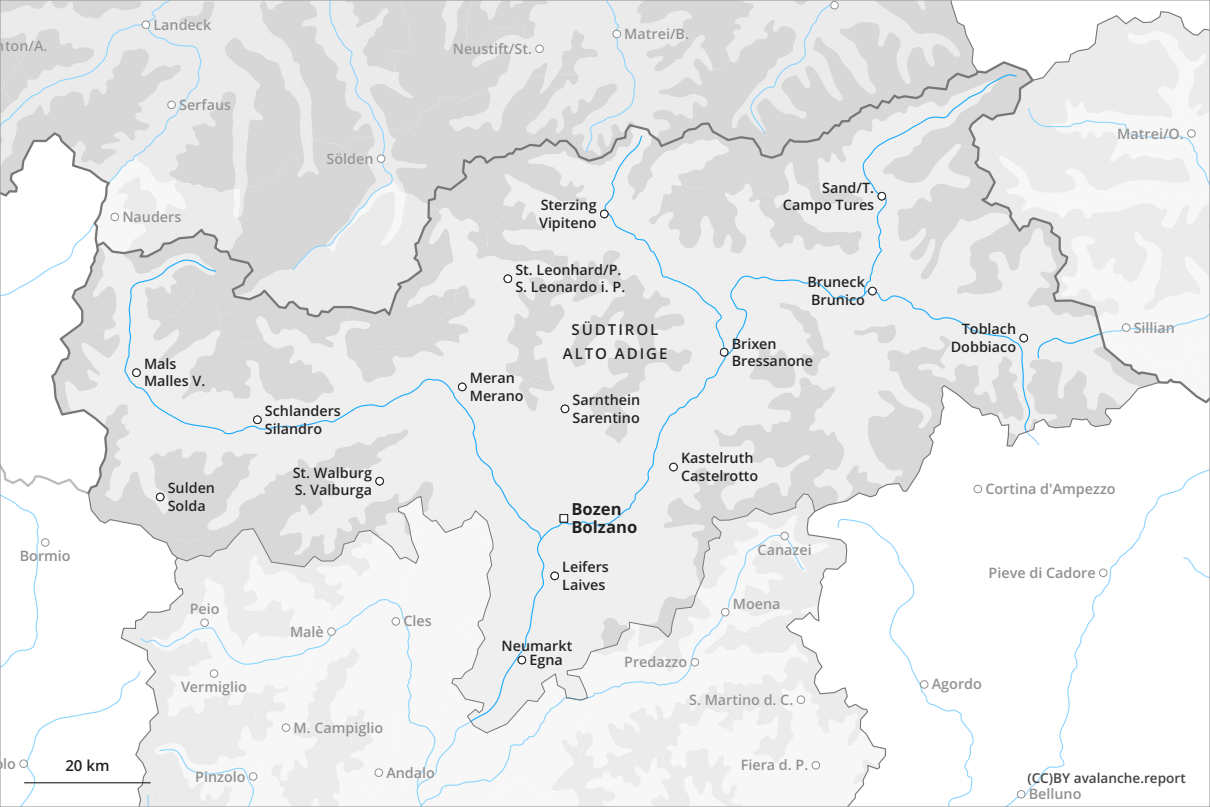 Landeck
nton/A.
Neustift/St.
Matrei/B.
Serfaus
Matrei/O.
Sölden
Nauders
Sand/T.
Campo Tures
Sterzing
Vipiteno
St. Leonhard/P.
S. Leonardo i. P.
Bruneck
Brunico
SÜDTIROL
ALTO ADIGE
Toblach
Dobbiaco
Sillian
Brixen
Bressanone
Mals
Malles V.
Meran
Merano
Schlanders
Silandro
Sarnthein
Sarentino
Kastelruth
Castelrotto
St. Walburg
S. Valburga
Sulden
Solda
Cortina d'Ampezzo
Bozen
Bolzano
Bormio
Canazei
Leifers
Laives
Pieve di Cadore
Peio
Malè
Cles
Moena
Neumarkt
Egna
Predazzo
Vermiglio
Agordo
S. Martino d. C.
M. Campiglio
olo
20 km
Pinzolo
Andalo
Fiera d. P.
(CC)BY avalanche.report
Belluno